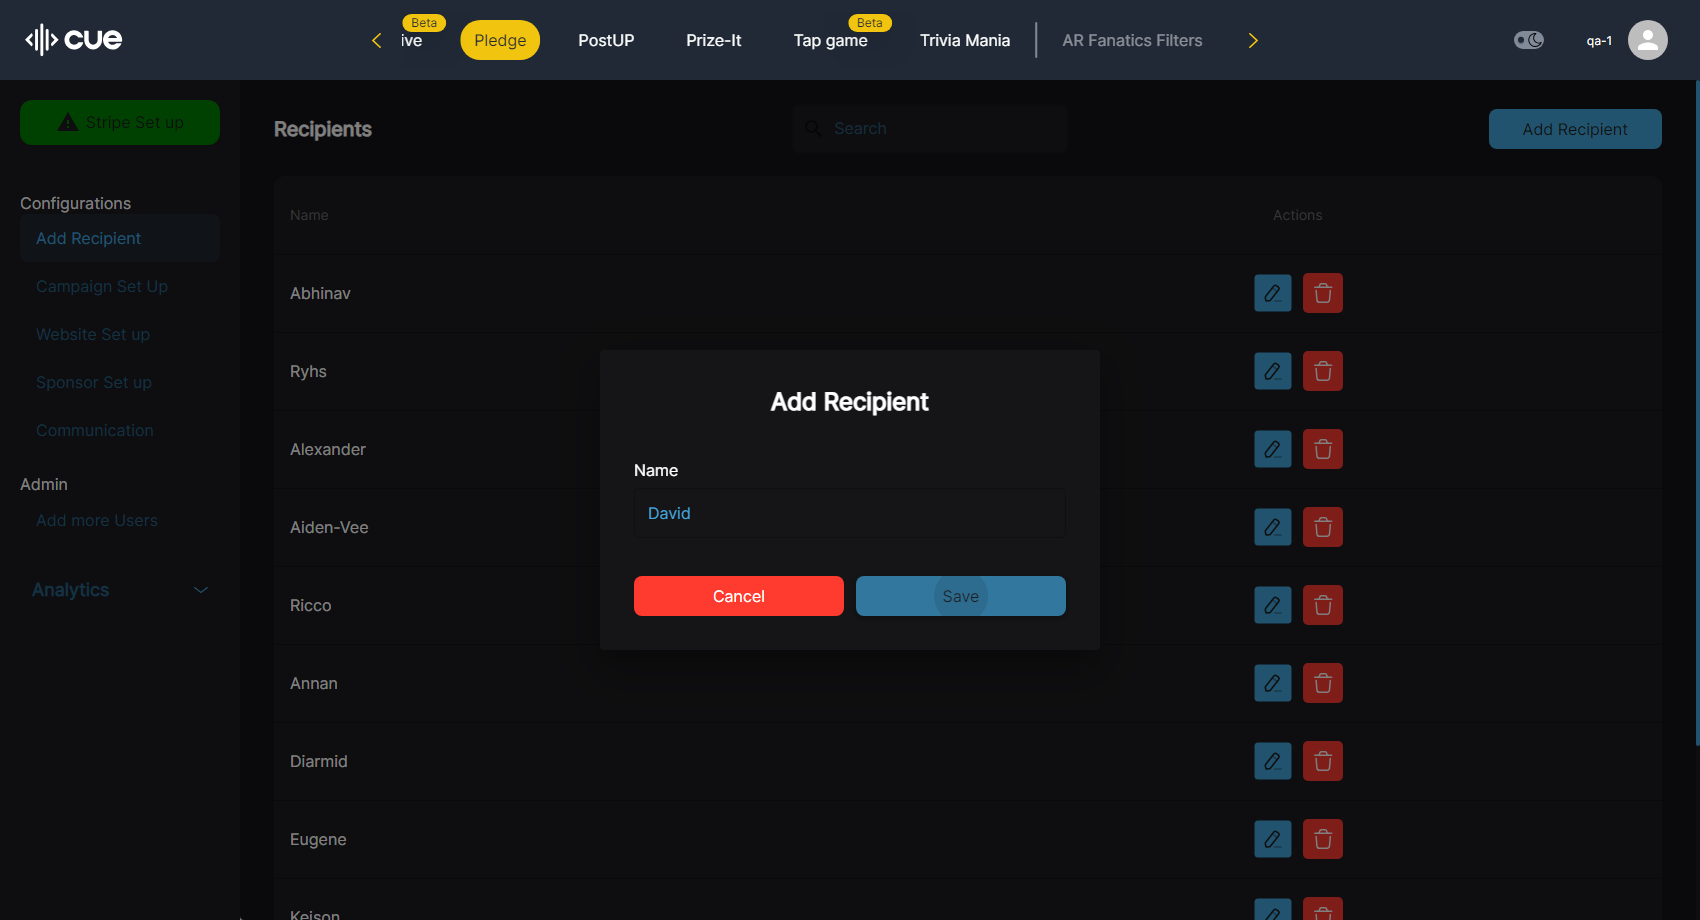 cue
ive
Beta
Pledge
PostUP
Prize-It
Tap game
Beta
Trivia Mania
AR Fanatics Filters
qa-1
Stripe Set up
Configurations
Add Recipient
Campaign Set Up
Website Set up
Sponsor Set up
Communication
Admin
Add more Users
Analytics
Recipients
Search
Add Recipient
Name
Actions
Abhinav
Ryhs
Alexander
Aiden-Vee
Ricco
Annan
Diarmid
Eugene
Keison
Add Recipient
Name
David
Cancel
Save